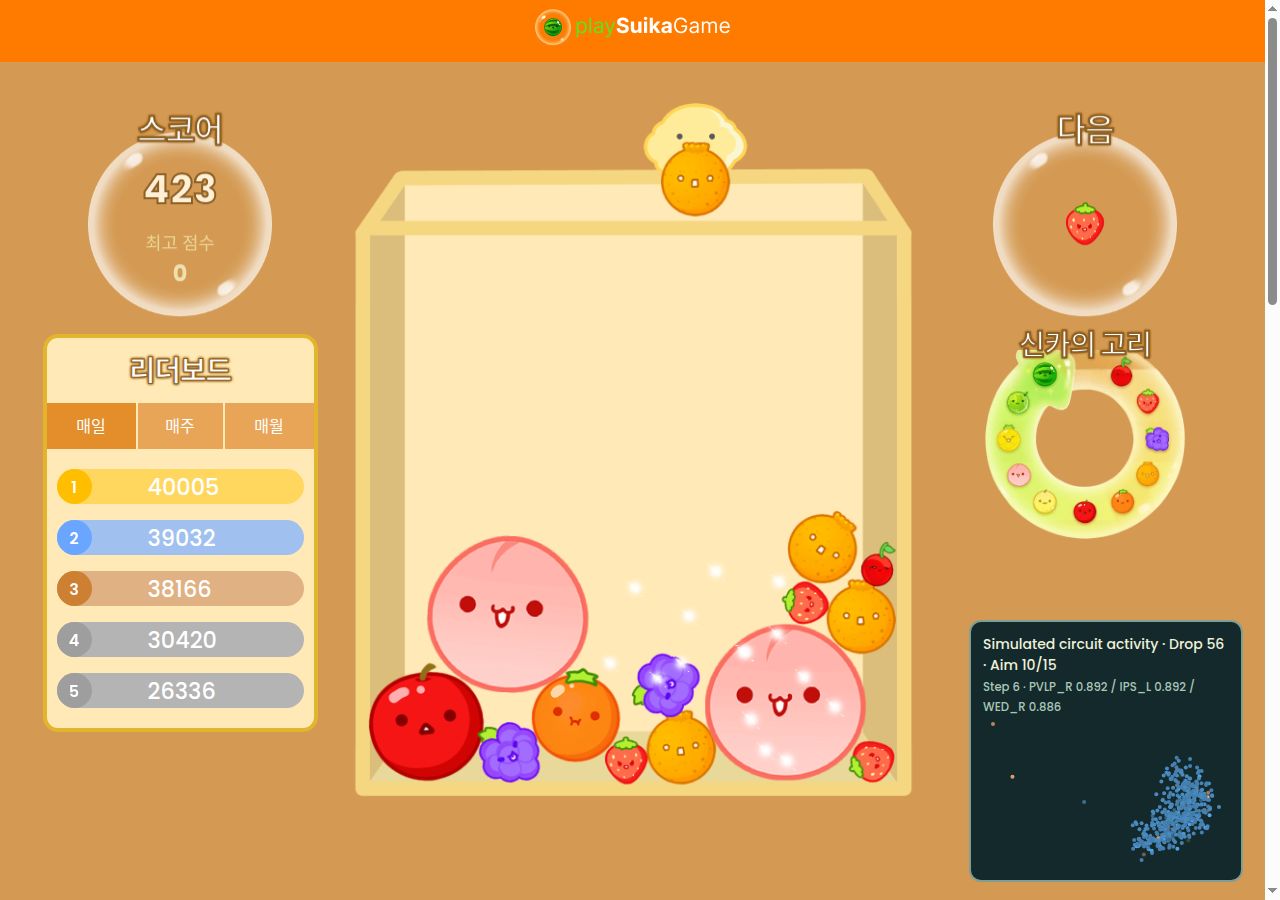 playSuikaGame
스코어
423
최고 점수
0
다음
리더보드
매일 매주 매월
1 40005
2 39032
3 38166
4 30420
5 26336
신카의 고리
Simulated circuit activity · Drop 56
· Aim 10/15
Step 6 · PVLP_R 0.892 / IPS_L 0.892 /
WED_R 0.886